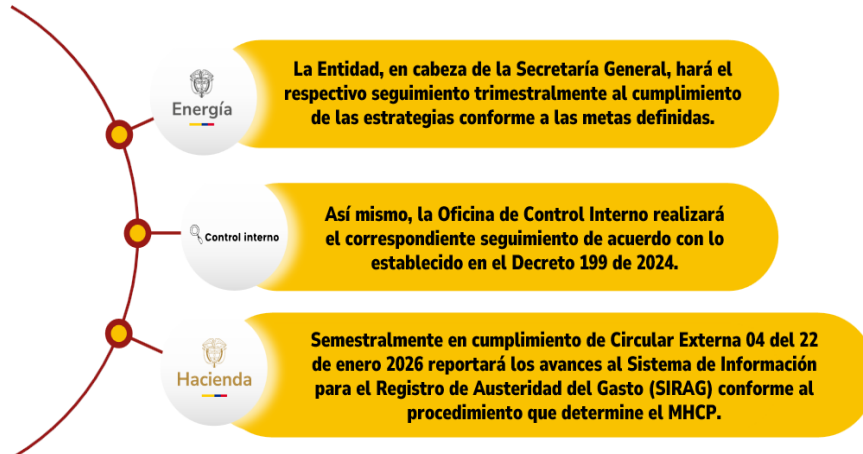 Energía
La Entidad, en cabeza de la Secretaría General, hará el
respectivo seguimiento trimestralmente al cumplimiento
de las estrategias conforme a las metas definidas.
Control interno
Así mismo, la Oficina de Control Interno realizará
el correspondiente seguimiento de acuerdo con lo
establecido en el Decreto 199 de 2024.
Hacienda
Semestralmente en cumplimiento de Circular Externa 04 del 22
de enero 2026 reportará los avances al Sistema de Información
para el Registro de Austeridad del Gasto (SIRAG) conforme al
procedimiento que determine el MHCP.